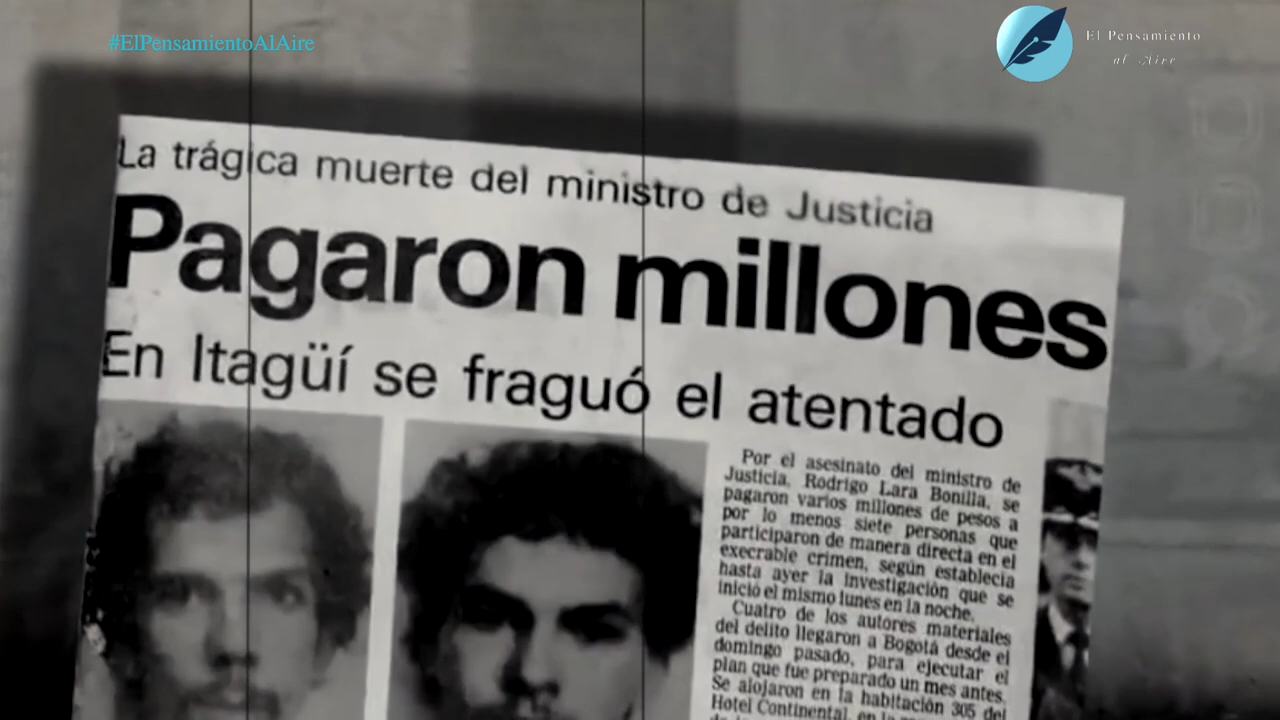 #ElPensamientoAlAire
El Pensamiento
al Aire
La trágica muerte del ministro de Justicia
Pagaron millones
En Itagüí se fraguó el atentado
Por el asesinato del ministro de
Justicia, Rodrigo Lara Bonilla, se
pagaron varios millones de pesos a
por lo menos siete personas que
participaron de manera directa en el
execrable crimen, según establecía
hasta ayer la investigación que se
inició el mismo lunes en la noche.
Cuatro de los autores materiales
del delito llegaron a Bogotá desde el
domingo pasado, para ejecutar el
plan que fue preparado un mes antes.
Se alojaron en la habitación 305 del
Hotel Continental, en la